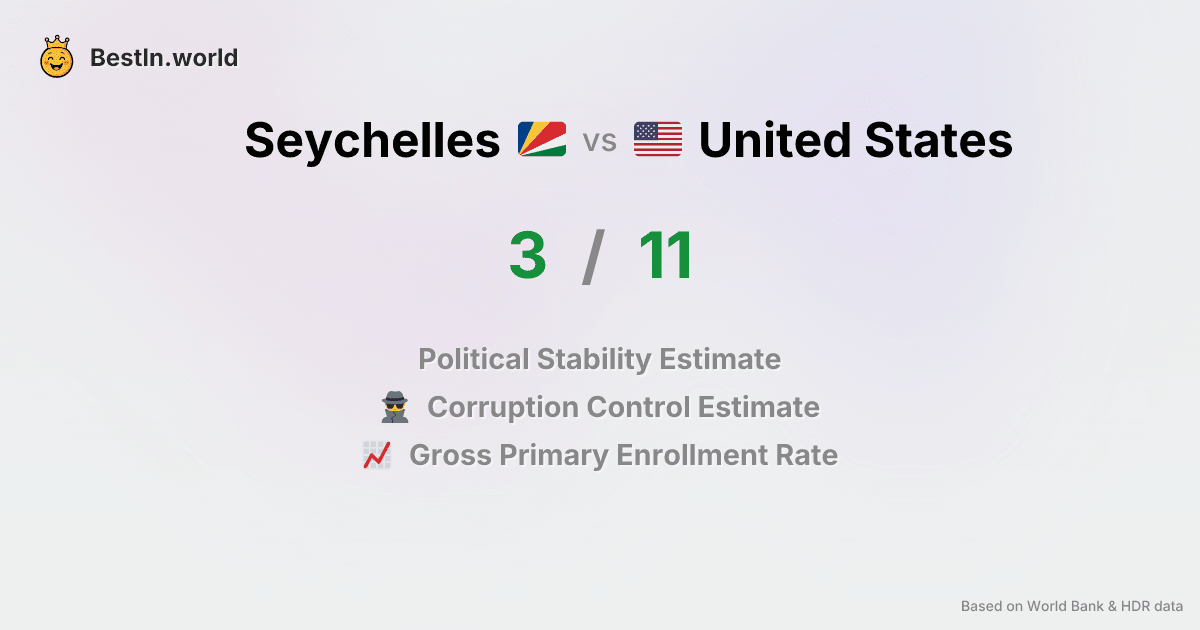 BestIn.world
Seychelles vs United States
3 / 11
Political Stability Estimate
Corruption Control Estimate
Gross Primary Enrollment Rate
Based on World Bank & HDR data